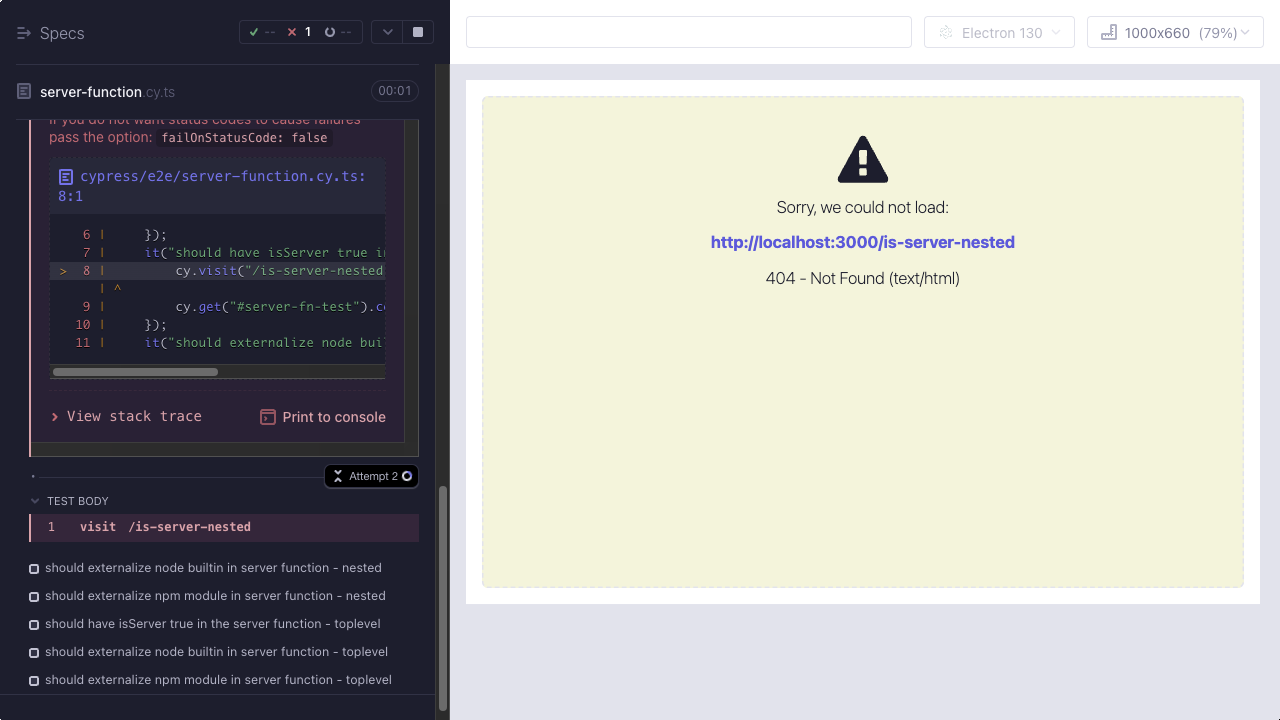 Specs
-- 1 --
server-function.cy.ts
00:01
If you do not want status codes to cause failures
pass the option: failOnStatusCode: false
cypress/e2e/server-function.cy.ts:
8:1
6 | });
7 | it("should have isServer true in
> 8 | cy.visit("/is-server-nested
| ^
9 | cy.get("#server-fn-test").co
10 | });
11 | it("should externalize node buil
View stack trace
Print to console
Attempt 2
TEST BODY
1 visit /is-server-nested
should externalize node builtin in server function - nested
should externalize npm module in server function - nested
should have isServer true in the server function - toplevel
should externalize node builtin in server function - toplevel
should externalize npm module in server function - toplevel
Electron 130
1000x660 (79%)
Sorry, we could not load:
http://localhost:3000/is-server-nested
404 - Not Found (text/html)